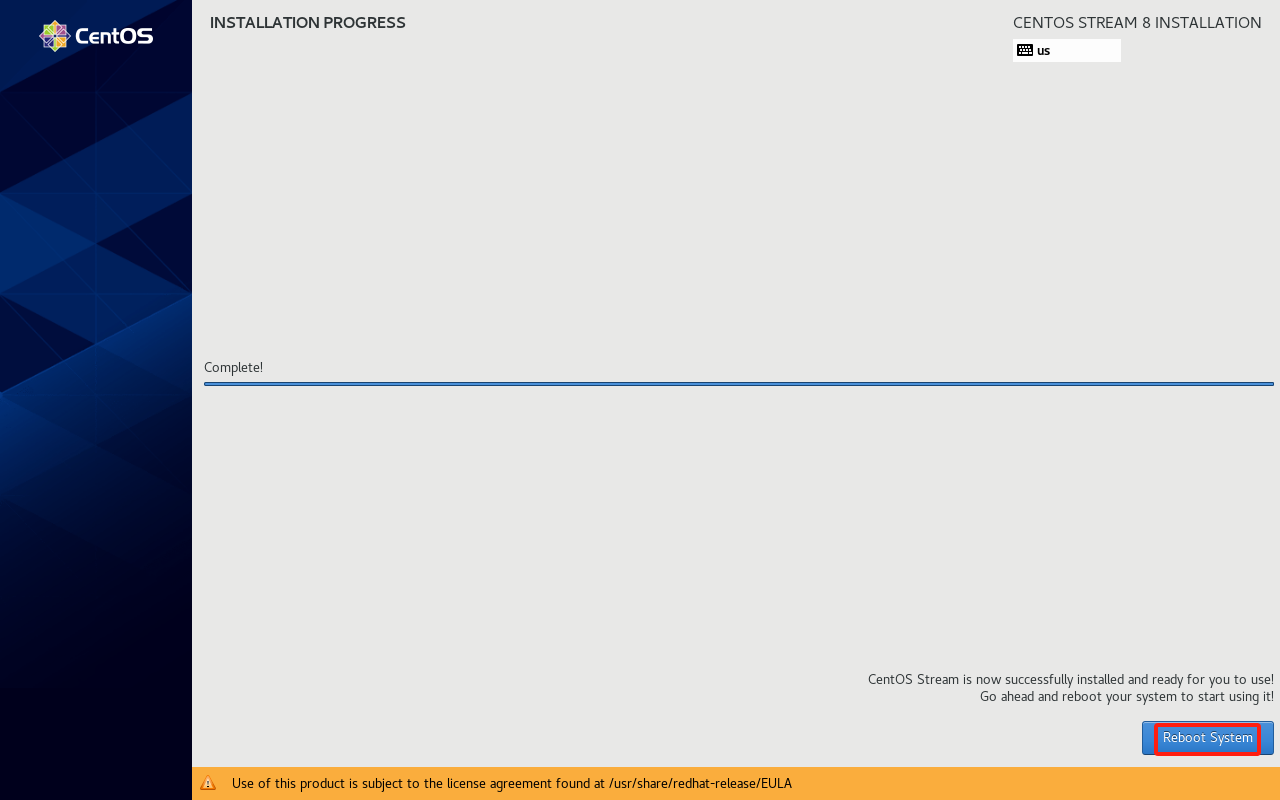 CentOS
INSTALLATION PROGRESS
CENTOS STREAM 8 INSTALLATION
us
Complete!
CentOS Stream is now successfully installed and ready for you to use!
Go ahead and reboot your system to start using it!
Reboot System
Use of this product is subject to the license agreement found at /usr/share/redhat-release/EULA